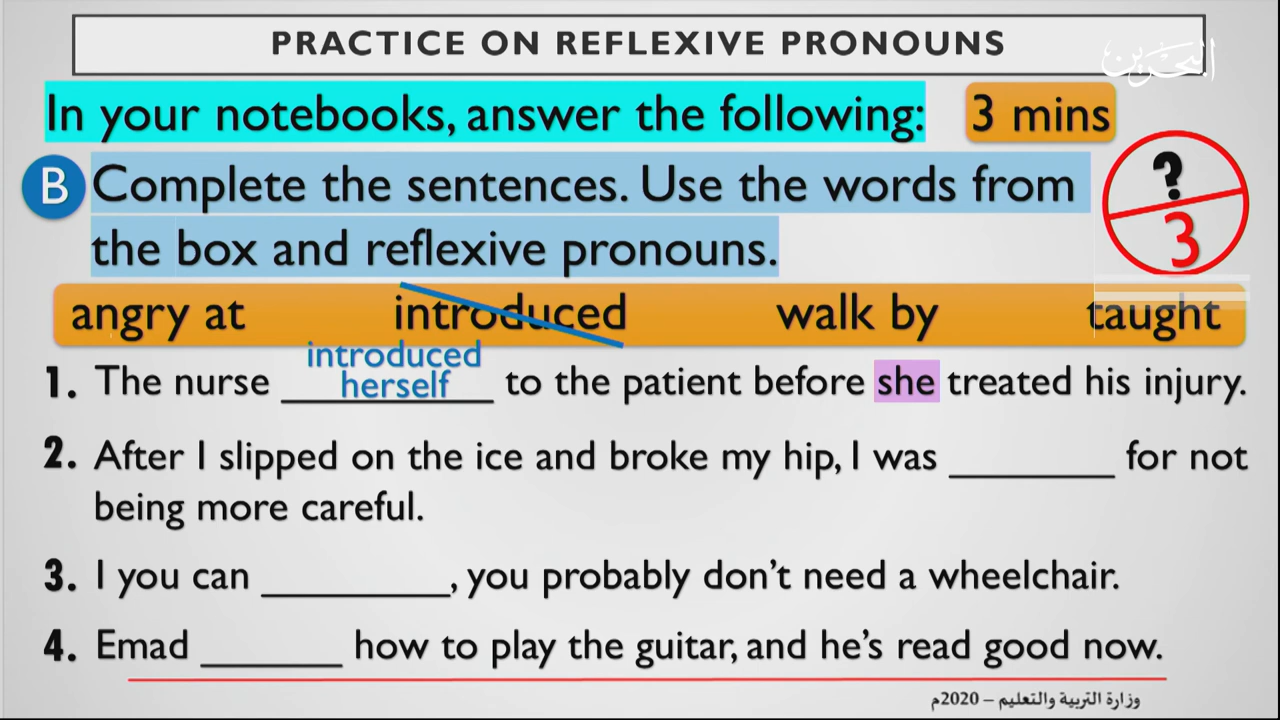 PRACTICE ON REFLEXIVE PRONOUNS
البحرين
In your notebooks, answer the following:
3 mins
B
Complete the sentences. Use the words from
the box and reflexive pronouns.
?
3
angry at introduced walk by taught
introduced
herself
1. The nurse ________ to the patient before she treated his injury.
2. After I slipped on the ice and broke my hip, I was ________ for not
being more careful.
3. I you can ________, you probably don't need a wheelchair.
4. Emad ________ how to play the guitar, and he's read good now.
وزارة التربية والتعليم – 2020م